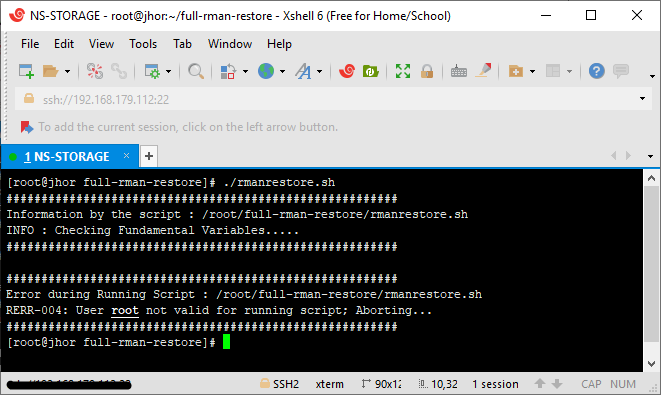 NS-STORAGE - root@jhor:~/full-rman-restore - Xshell 6 (Free for Home/School)
File Edit View Tools Tab Window Help
ssh://192.168.179.112:22
To add the current session, click on the left arrow button.
1 NS-STORAGE × +
[root@jhor full-rman-restore]# ./rmanrestore.sh
########################################################
Information by the script : /root/full-rman-restore/rmanrestore.sh
INFO : Checking Fundamental Variables.....
########################################################
########################################################
Error during Running Script : /root/full-rman-restore/rmanrestore.sh
RERR-004: User root not valid for running script; Aborting...
########################################################
[root@jhor full-rman-restore]#
SSH2 xterm 90x12 10,32 1 session CAP NUM